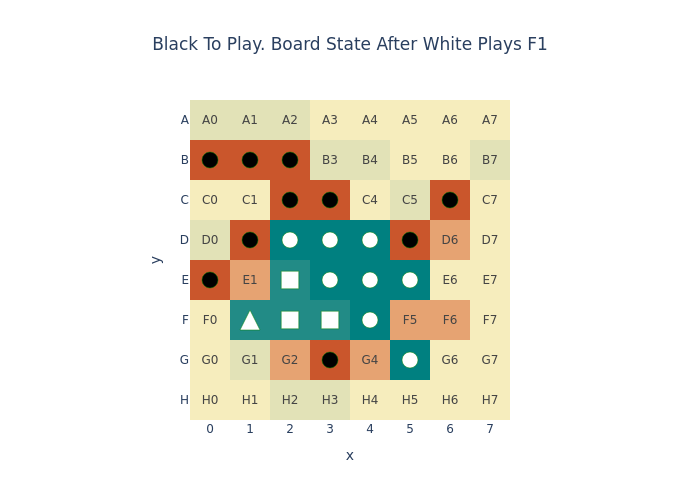 Black To Play. Board State After White Plays F1
A A0 A1 A2 A3 A4 A5 A6 A7
B B3 B4 B5 B6 B7
C C0 C1 C4 C5 C7
D D0 D6 D7
E E1 E6 E7
F F0 F5 F6 F7
G G0 G1 G2 G4 G6 G7
H H0 H1 H2 H3 H4 H5 H6 H7
0 1 2 3 4 5 6 7
x
y